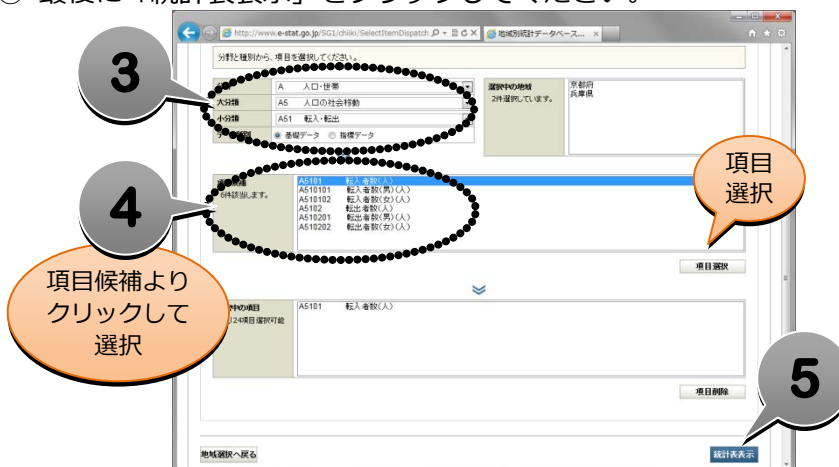 最後に「統計表表示」をクリックしてください。
http://www.e-stat.go.jp/SG1/chiiki/SelectItemDispatch
地域別統計データベース... ×
分野と種別から、項目を選択してください。
3
A 人口・世帯
大分類 A5 人口の社会移動
小分類 A51 転入・転出
基礎データ 指標データ
選択中の地域
2件選択しています。
京都府
兵庫県
項目
選択
4
6件該当します。
A5101 転入者数(人)
A510101 転入者数(男)(人)
A510102 転入者数(女)(人)
A5102 転出者数(人)
A510201 転出者数(男)(人)
A510202 転出者数(女)(人)
項目選択
項目候補より
クリックして
選択
中の項目
24項目選択可能
A5101 転入者数(人)
項目削除
5
地域選択へ戻る
統計表表示